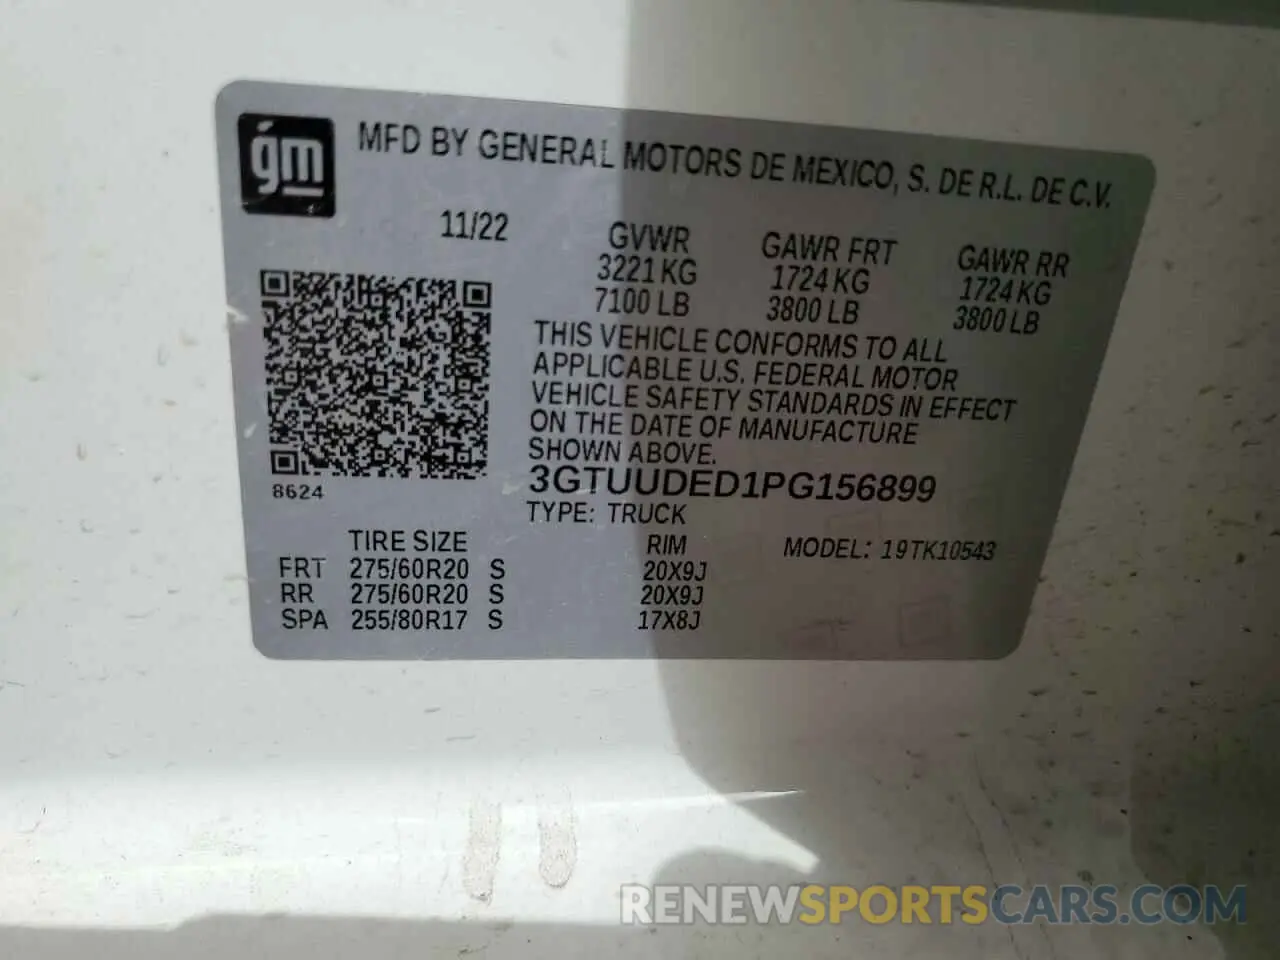 gm
MFD BY GENERAL MOTORS DE MEXICO, S. DE R.L. DE C.V.
11/22
GVWR GAWR FRT GAWR RR
3221 KG 1724 KG 1724 KG
7100 LB 3800 LB 3800 LB
THIS VEHICLE CONFORMS TO ALL
APPLICABLE U.S. FEDERAL MOTOR
VEHICLE SAFETY STANDARDS IN EFFECT
ON THE DATE OF MANUFACTURE
SHOWN ABOVE.
8624
3GTUUDED1PG156899
TYPE: TRUCK
MODEL: 19TK10543
TIRE SIZE RIM
FRT 275/60R20 S 20X9J
RR 275/60R20 S 20X9J
SPA 255/80R17 S 17X8J
RENEWSPORTSCARS.COM